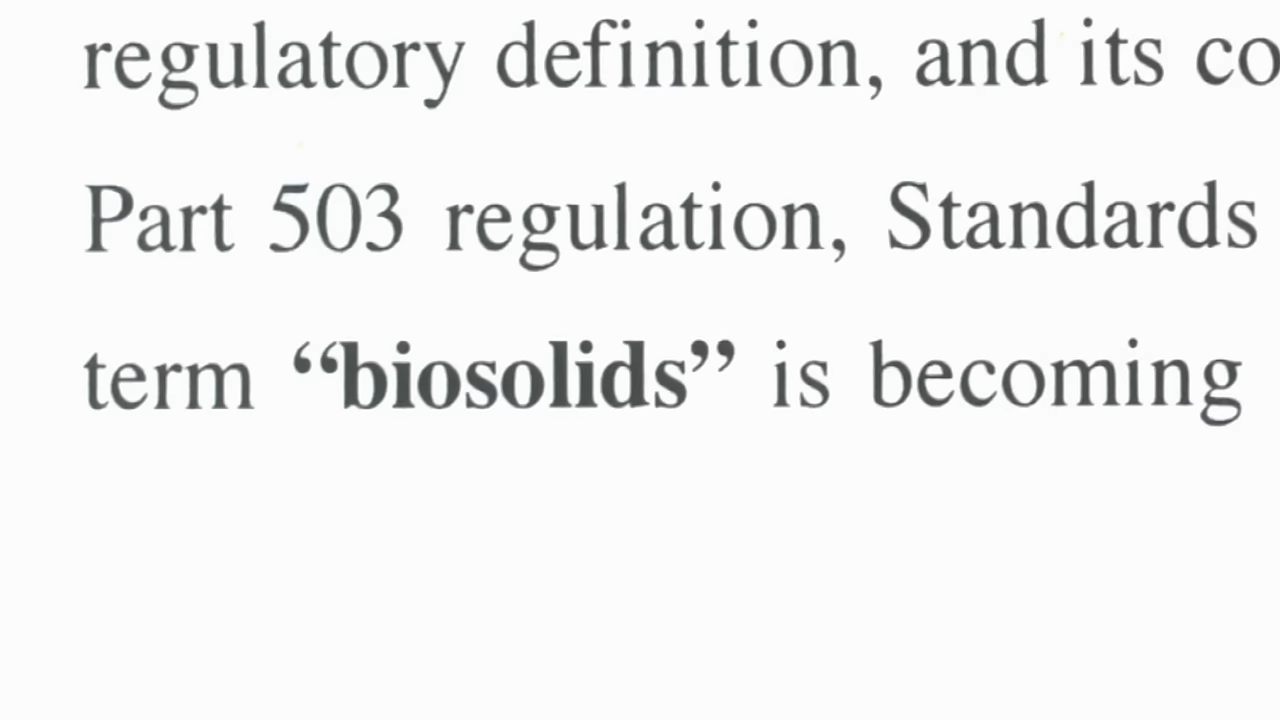 regulatory definition, and its co
Part 503 regulation, Standards
term “biosolids” is becoming